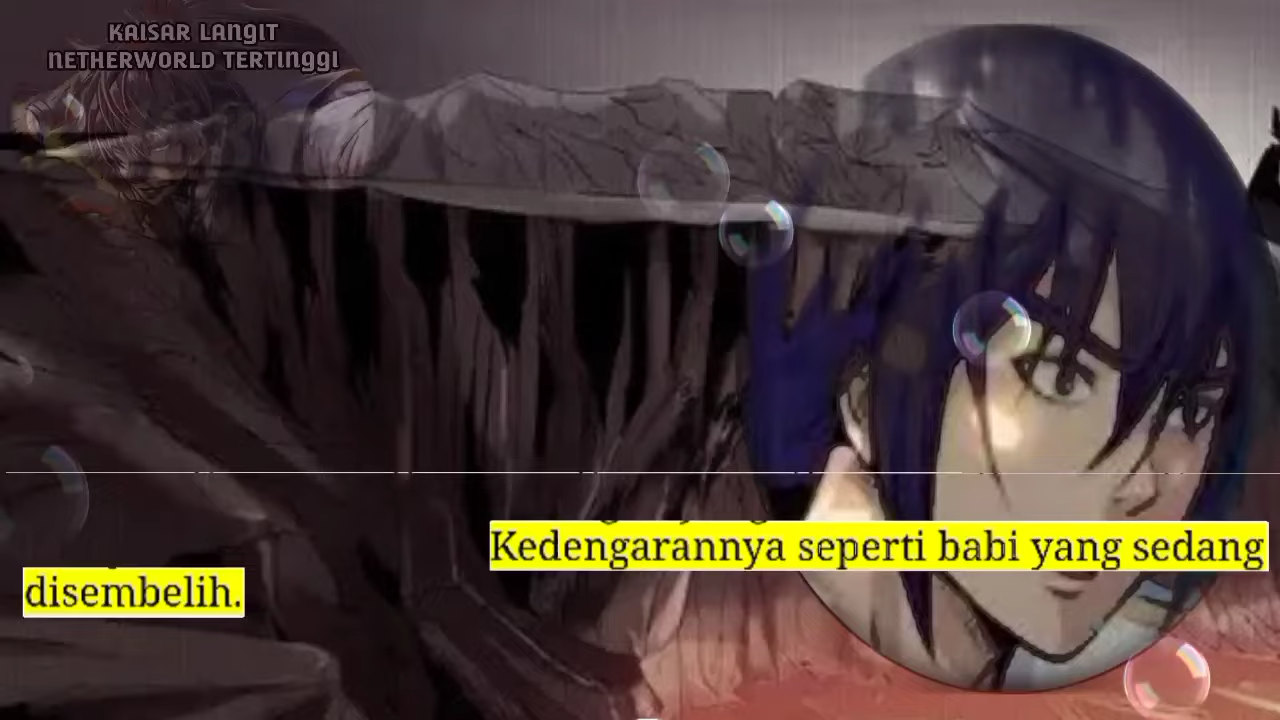 KAISAR LANGIT
NETHERWORLD TERTINGGI
Kedengarannya seperti babi yang sedang
disembelih.